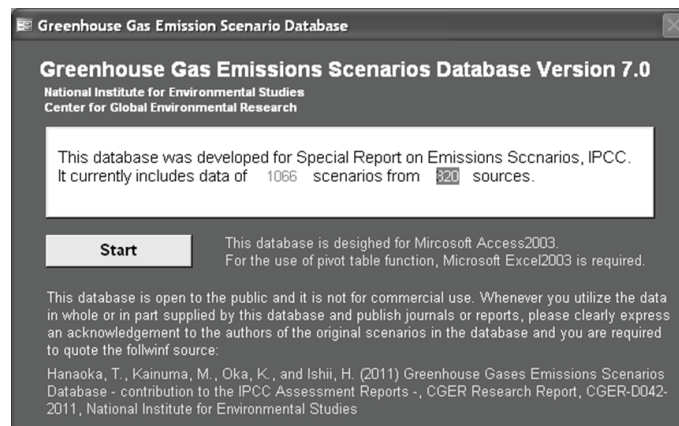 Greenhouse Gas Emission Scenario Database
Greenhouse Gas Emissions Scenarios Database Version 7.0
National Institute for Environmental Studies
Center for Global Environmental Research
This database was developed for Special Report on Emissions Sccnarios, IPCC.
It currently includes data of 1066 scenarios from 820 sources.
Start
This database is desighed for Mircosoft Access2003.
For the use of pivot table function, Microsoft Excel2003 is required.
This database is open to the public and it is not for commercial use. Whenever you utilize the data
in whole or in part supplied by this database and publish journals or reports, please clearly express
an acknowledgement to the authors of the original scenarios in the database and you are required
to quote the follwinf source:
Hanaoka, T., Kainuma, M., Oka, K., and Ishii, H. (2011) Greenhouse Gases Emissions Scenarios
Database - contribution to the IPCC Assessment Reports -, CGER Research Report, CGER-D042-
2011, National Institute for Environmental Studies